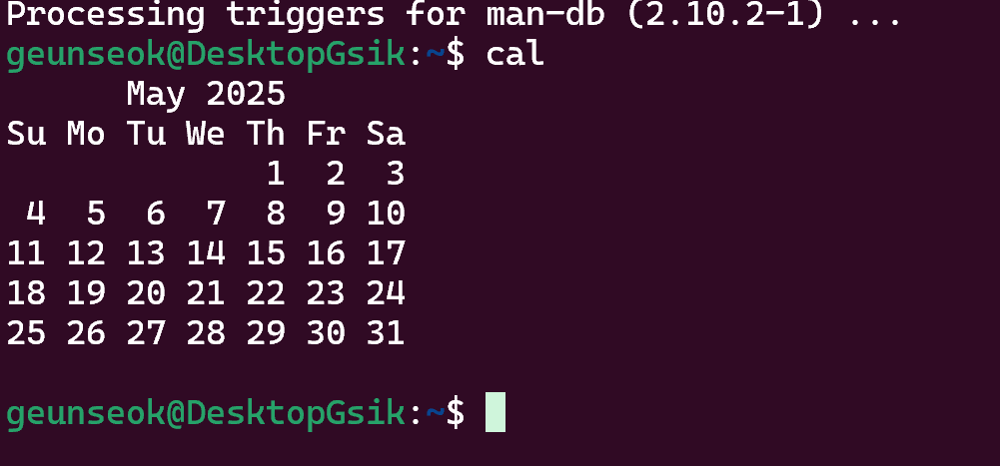 Processing triggers for man-db (2.10.2-1) ...
geunseok@DesktopGsik:~$ cal
      May 2025
Su Mo Tu We Th Fr Sa
             1  2  3
 4  5  6  7  8  9 10
11 12 13 14 15 16 17
18 19 20 21 22 23 24
25 26 27 28 29 30 31

geunseok@DesktopGsik:~$